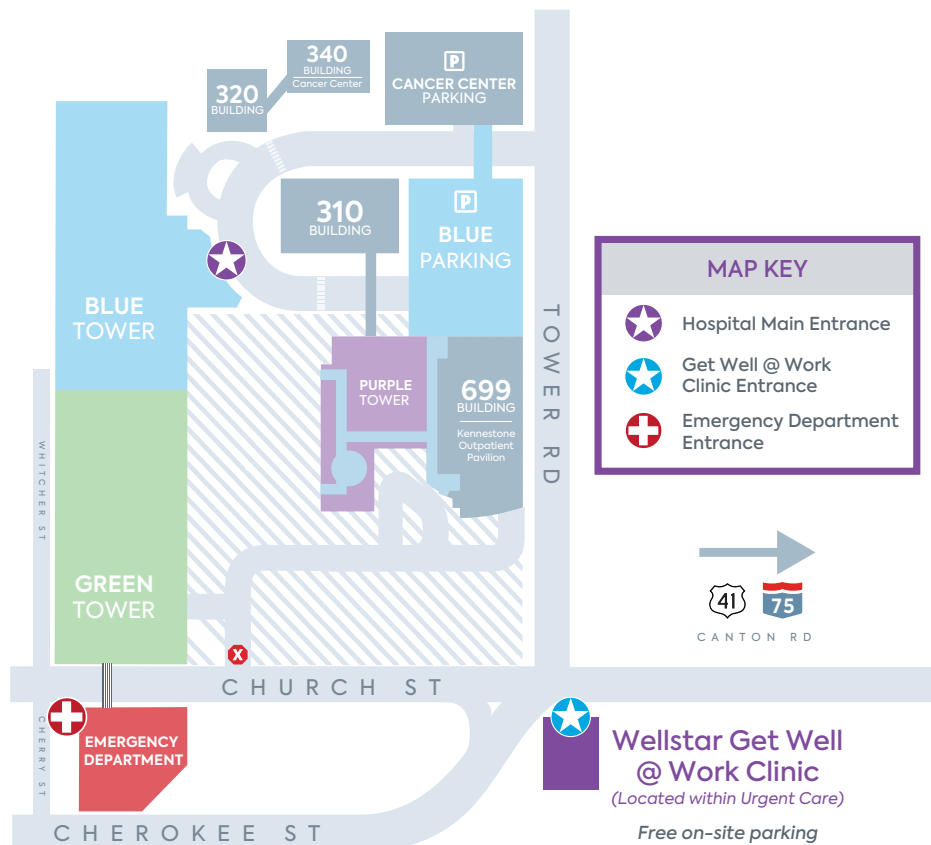 340
BUILDING
Cancer Center
320
BUILDING
P
CANCER CENTER
PARKING
310
BUILDING
P
BLUE
PARKING
BLUE
TOWER
PURPLE
TOWER
699
BUILDING
Kennestone
Outpatient
Pavilion
TOWER RD
MAP KEY
Hospital Main Entrance
Get Well @ Work
Clinic Entrance
Emergency Department
Entrance
WHITCHER ST
GREEN
TOWER
41
75
CANTON RD
X
CHURCH ST
CHERRY ST
EMERGENCY
DEPARTMENT
Wellstar Get Well
@ Work Clinic
(Located within Urgent Care)
Free on-site parking
CHEROKEE ST